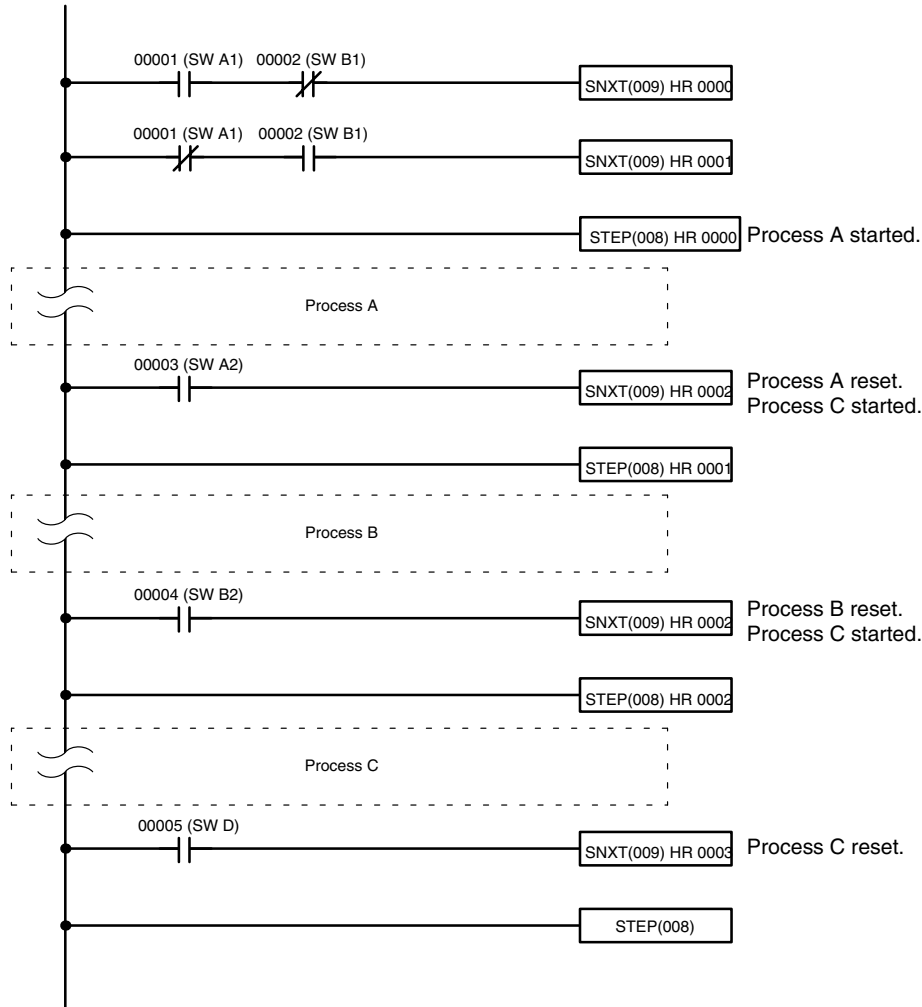 00001 (SW A1) 00002 (SW B1)
SNXT(009) HR 0000
00001 (SW A1) 00002 (SW B1)
SNXT(009) HR 0001
STEP(008) HR 0000 Process A started.
Process A
00003 (SW A2)
SNXT(009) HR 0002
Process A reset.
Process C started.
STEP(008) HR 0001
Process B
00004 (SW B2)
SNXT(009) HR 0002
Process B reset.
Process C started.
STEP(008) HR 0002
Process C
00005 (SW D)
SNXT(009) HR 0003 Process C reset.
STEP(008)